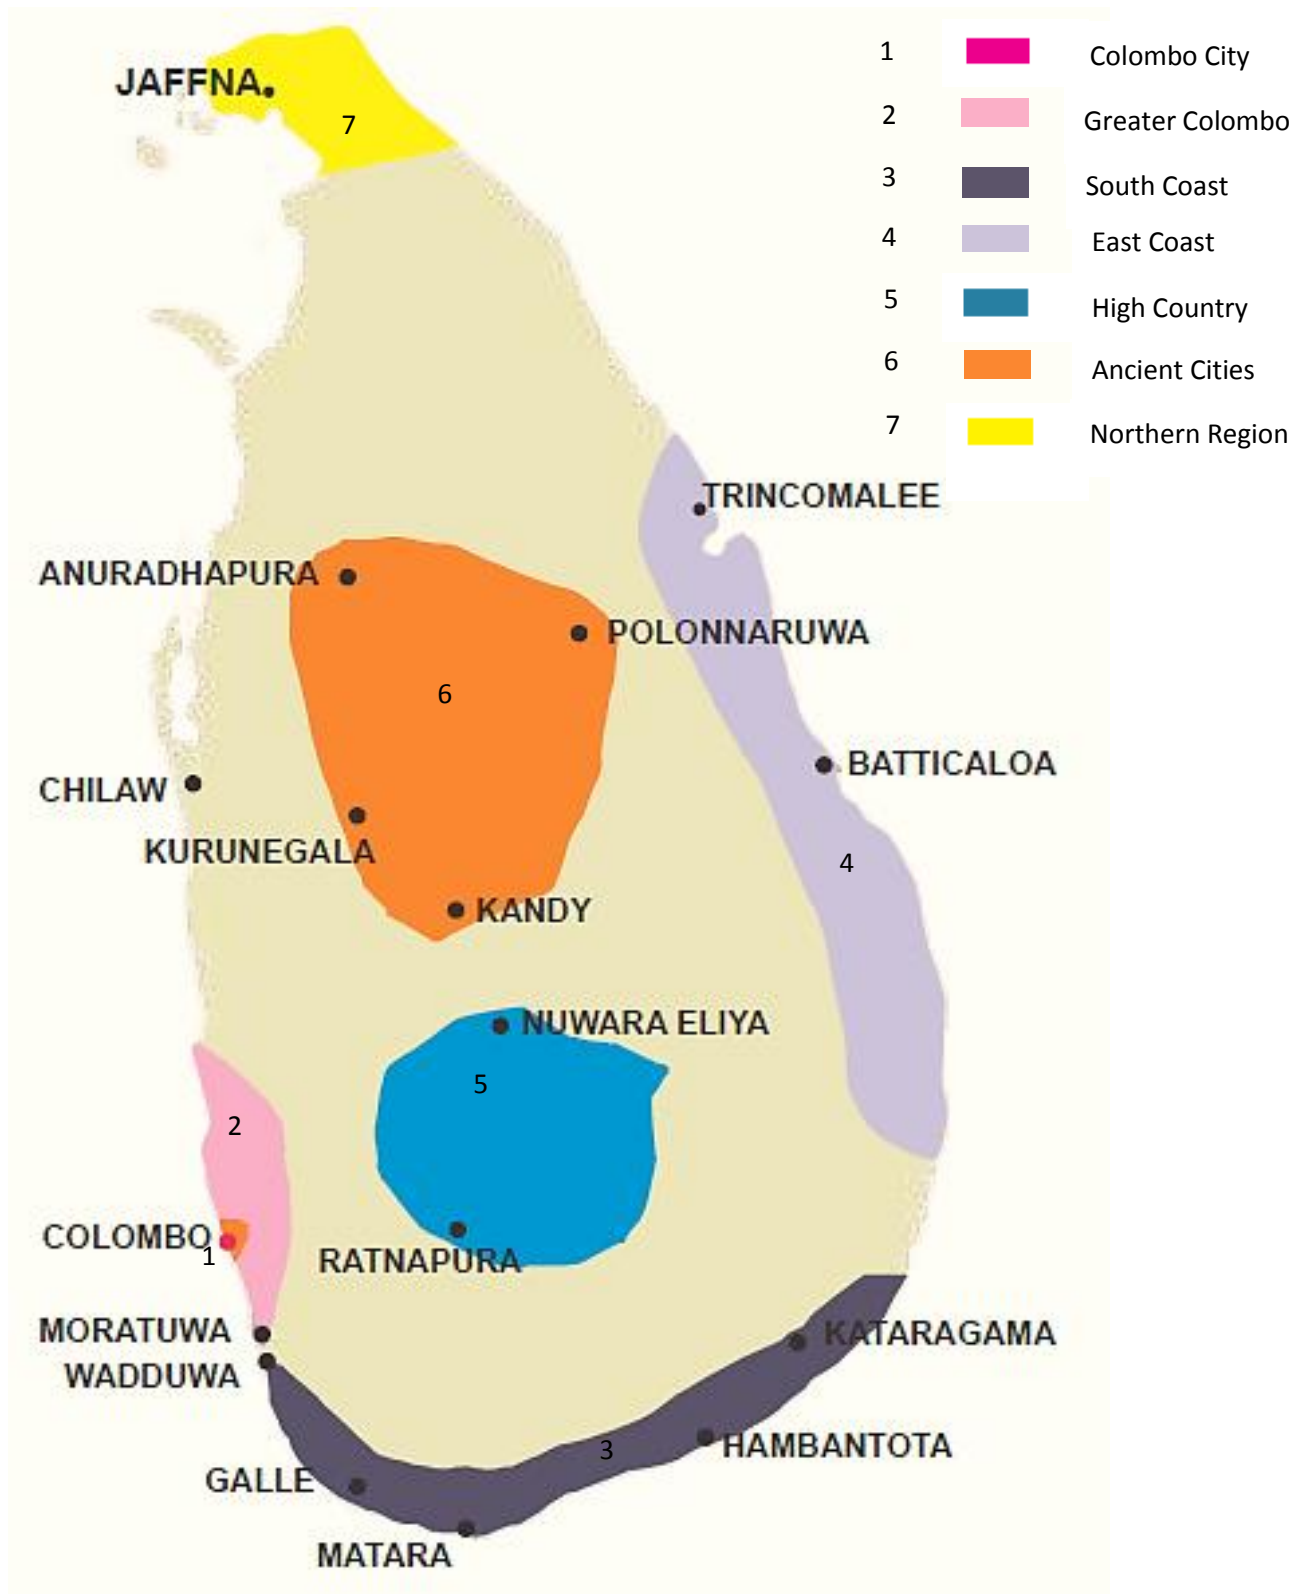 1 Colombo City
JAFFNA
2 Greater Colombo
7
3 South Coast
4 East Coast
5 High Country
6 Ancient Cities
7 Northern Region
TRINCOMALEE
ANURADHAPURA
POLONNARUWA
6
BATTICALOA
CHILAW
KURUNEGALA
4
KANDY
NUWARA ELIYA
5
2
COLOMBO
1
RATNAPURA
MORATUWA
KATARAGAMA
WADDUWA
HAMBANTOTA
3
GALLE
MATARA